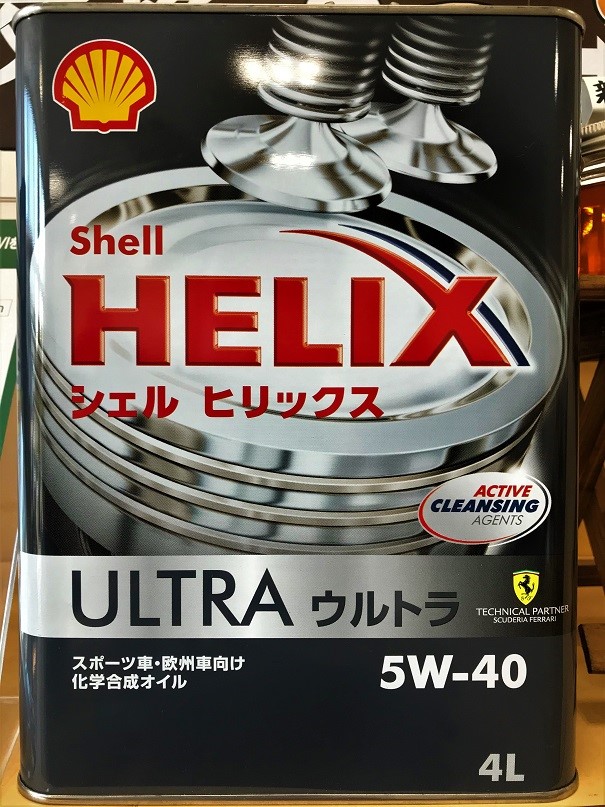 Shell
HELIX
シェル ヒリックス
ACTIVE
CLEANSING
AGENTS
ULTRA ウルトラ
TECHNICAL PARTNER
SCUDERIA FERRARI
スポーツ車・欧州車向け
化学合成オイル
5W-40
4L